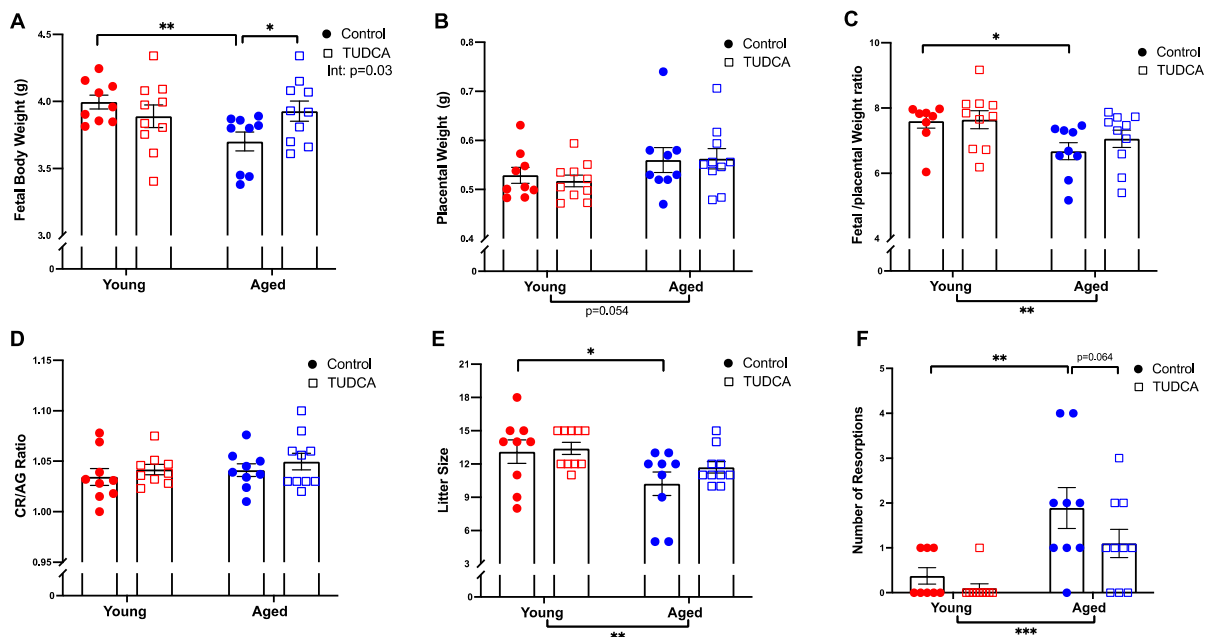 A
**
*
Control
TUDCA
Int: p=0.03
Fetal Body Weight (g)
4.5
4.0
3.5
3.0
0
Young
Aged
B
Control
TUDCA
Placental Weight (g)
0.8
0.7
0.6
0.5
0.4
0
Young
Aged
p=0.054
C
*
Control
TUDCA
Fetal /placental Weight ratio
10
8
6
4
0
Young
Aged
**
D
Control
TUDCA
CR/AG Ratio
1.15
1.10
1.05
1.00
0.95
0
Young
Aged
E
*
Control
TUDCA
Litter Size
21
18
15
12
9
6
3
0
Young
Aged
**
F
**
p=0.064
Control
TUDCA
Number of Resorptions
5
4
3
2
1
0
Young
Aged
***